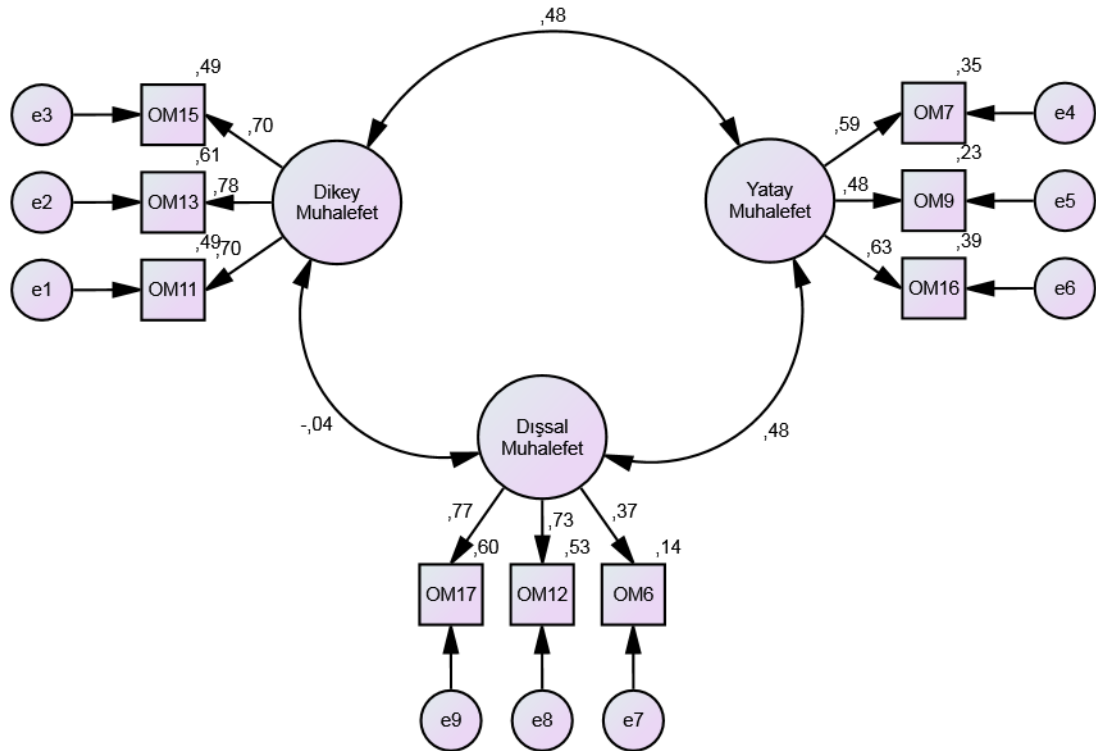 ,48
,49
,35
e3
OM15
,70
,59
OM7
e4
,61
,23
e2
OM13
,78
Dikey
Muhalefet
Yatay
Muhalefet
,48
OM9
e5
,49
,70
,63
,39
e1
OM11
OM16
e6
-,04
Dışsal
Muhalefet
,48
,77
,73
,37
,60
,53
,14
OM17
OM12
OM6
e9
e8
e7